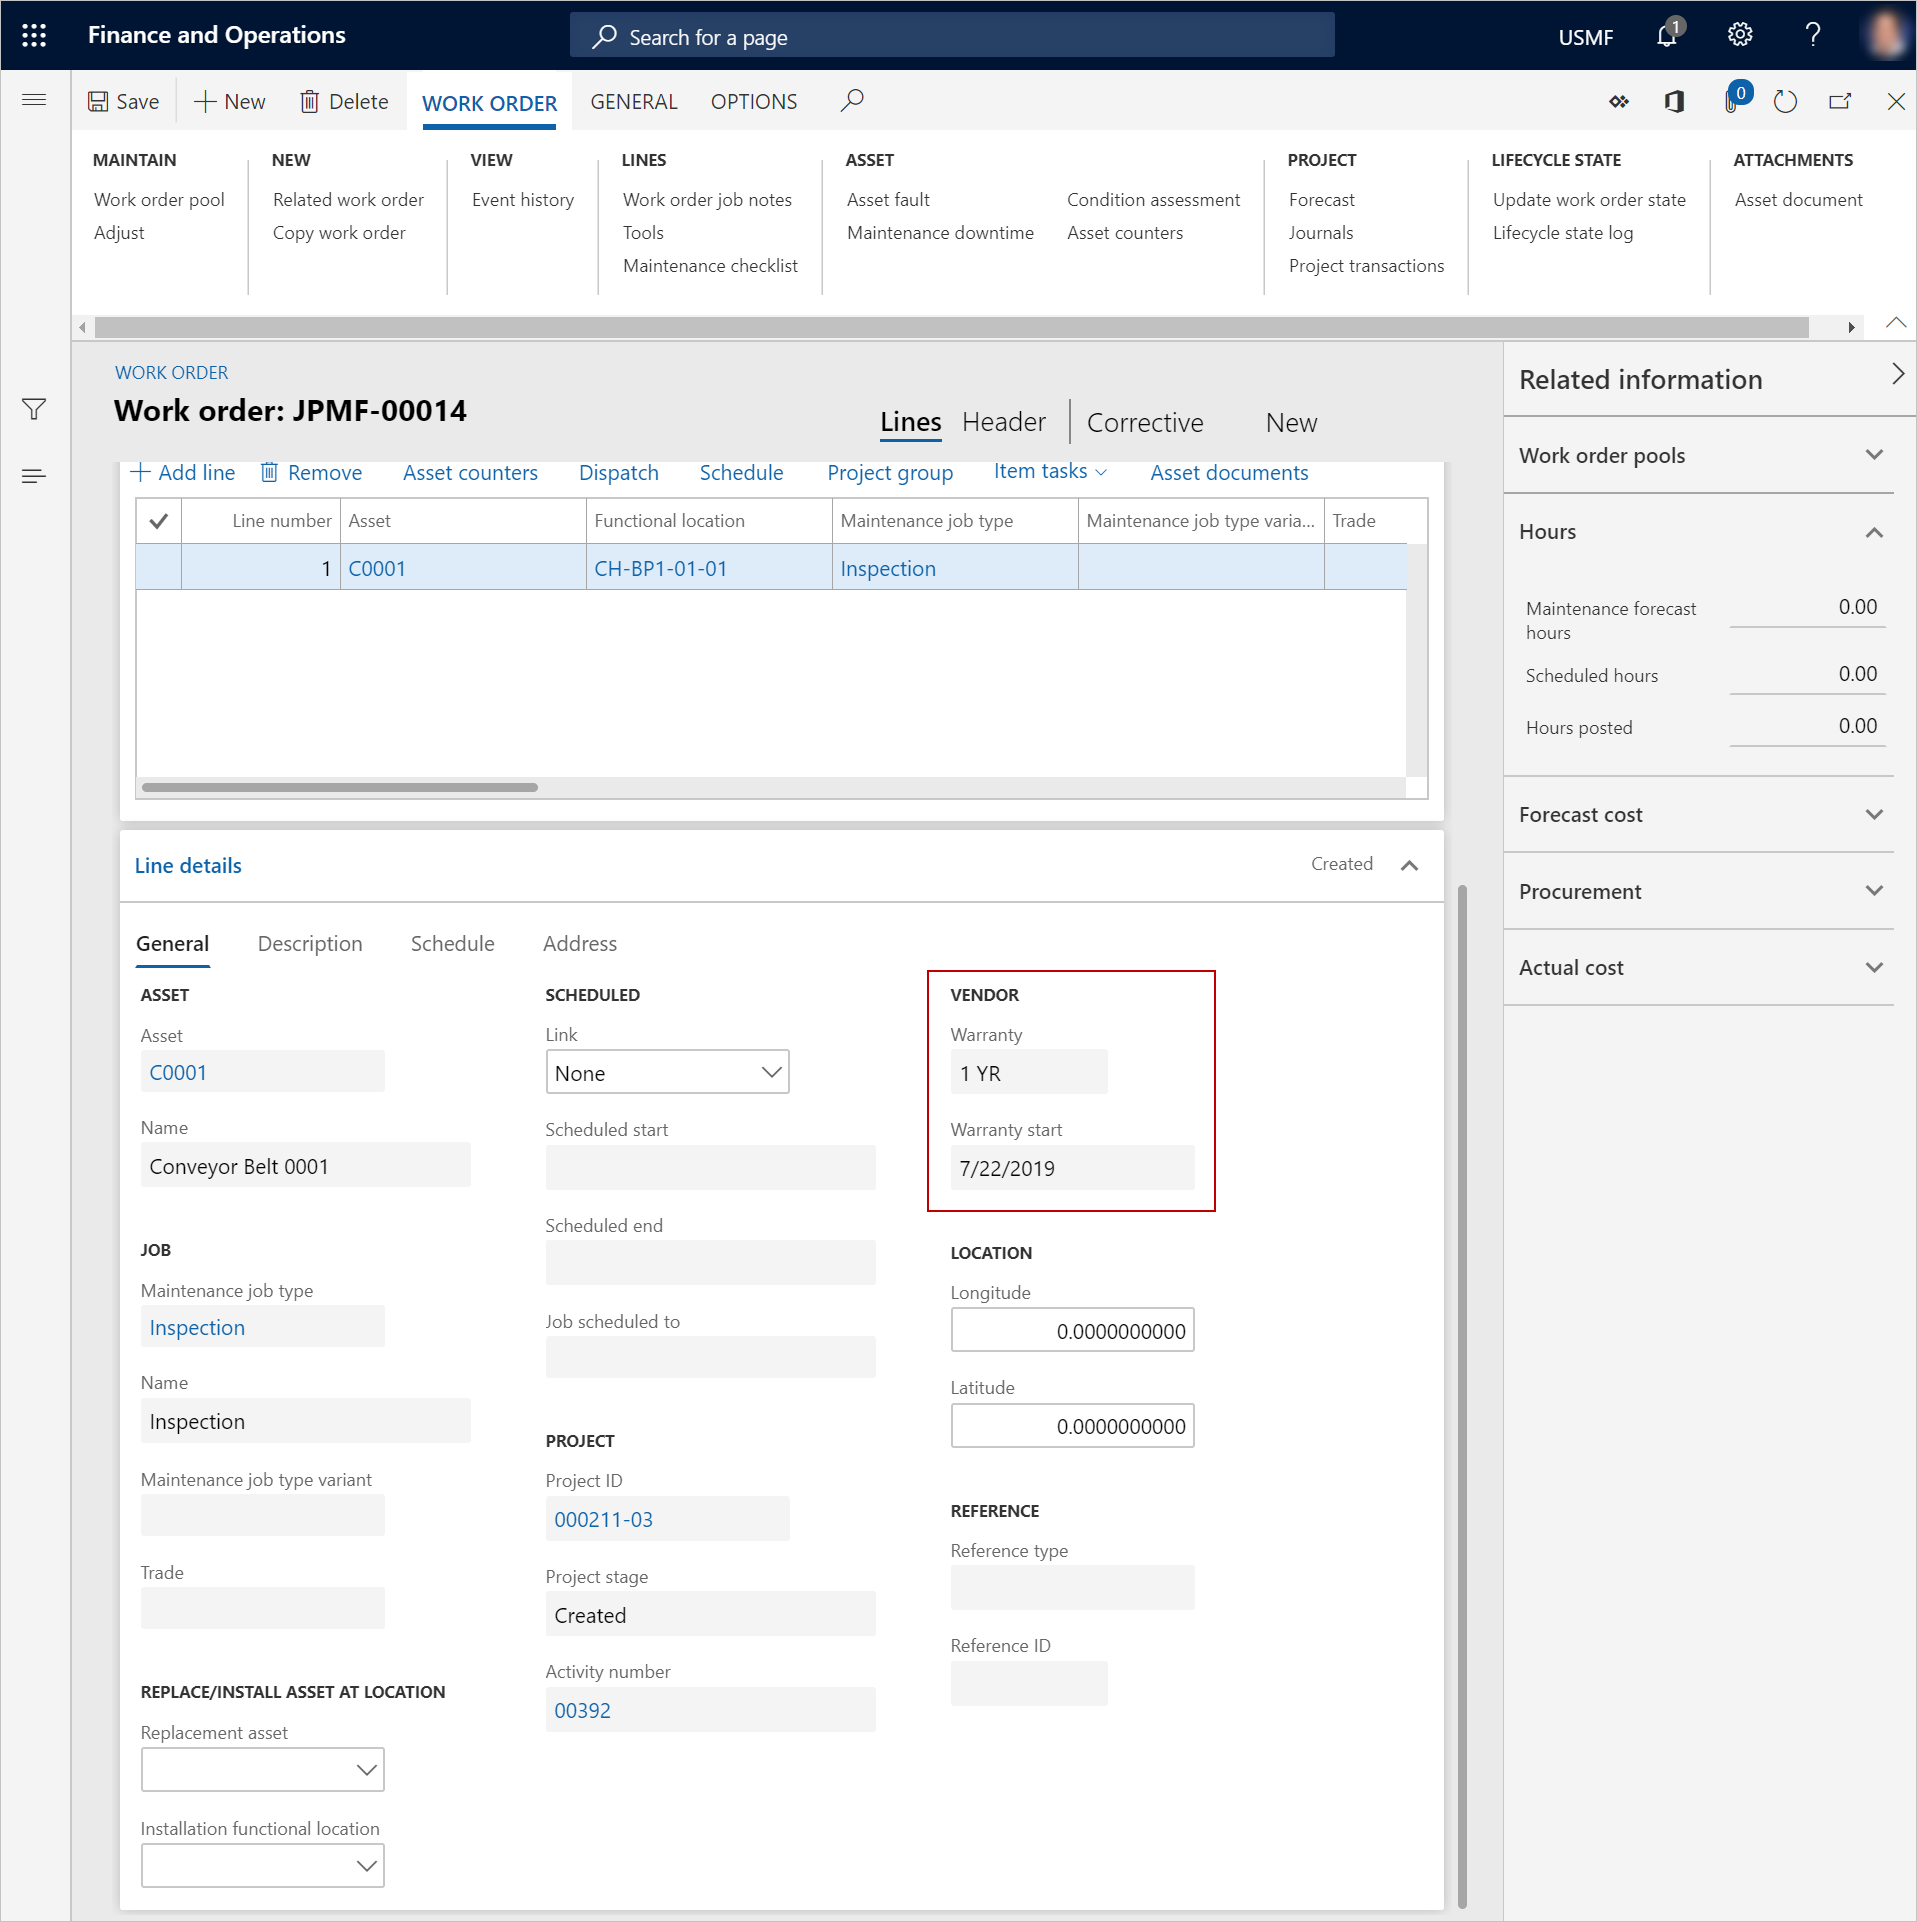 Finance and Operations
Search for a page
USMF
1
?
Save
New
Delete
WORK ORDER
GENERAL
OPTIONS
0
MAINTAIN
Work order pool
Adjust
NEW
Related work order
Copy work order
VIEW
Event history
LINES
Work order job notes
Tools
Maintenance checklist
ASSET
Asset fault
Maintenance downtime
Condition assessment
Asset counters
PROJECT
Forecast
Journals
Project transactions
LIFECYCLE STATE
Update work order state
Lifecycle state log
ATTACHMENTS
Asset document
WORK ORDER
Work order: JPMF-00014
Lines
Header
Corrective
New
Add line
Remove
Asset counters
Dispatch
Schedule
Project group
Item tasks
Asset documents
Line number
Asset
Functional location
Maintenance job type
Maintenance job type varia...
Trade
1
C0001
CH-BP1-01-01
Inspection
Line details
Created
General
Description
Schedule
Address
ASSET
Asset
C0001
Name
Conveyor Belt 0001
JOB
Maintenance job type
Inspection
Name
Inspection
Maintenance job type variant
Trade
REPLACE/INSTALL ASSET AT LOCATION
Replacement asset
Installation functional location
SCHEDULED
Link
None
Scheduled start
Scheduled end
Job scheduled to
PROJECT
Project ID
000211-03
Project stage
Created
Activity number
00392
VENDOR
Warranty
1 YR
Warranty start
7/22/2019
LOCATION
Longitude
0.0000000000
Latitude
0.0000000000
REFERENCE
Reference type
Reference ID
Related information
Work order pools
Hours
Maintenance forecast
hours
0.00
Scheduled hours
0.00
Hours posted
0.00
Forecast cost
Procurement
Actual cost